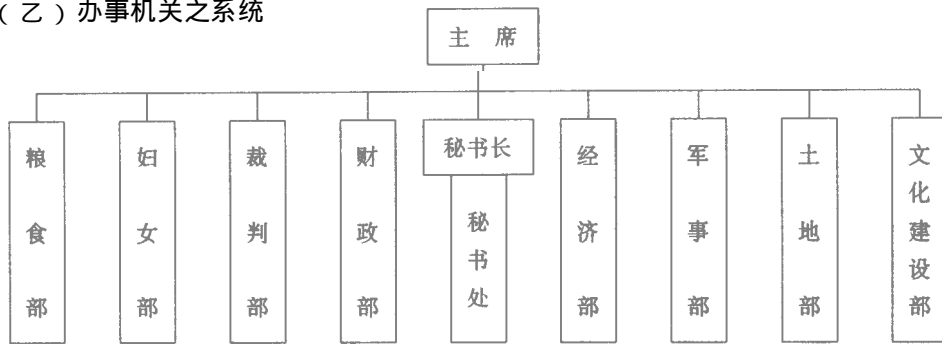 （乙）办事机关之系统
主 席
粮食部
妇女部
裁判部
财政部
秘书长
秘书处
经济部
军事部
土地部
文化建设部